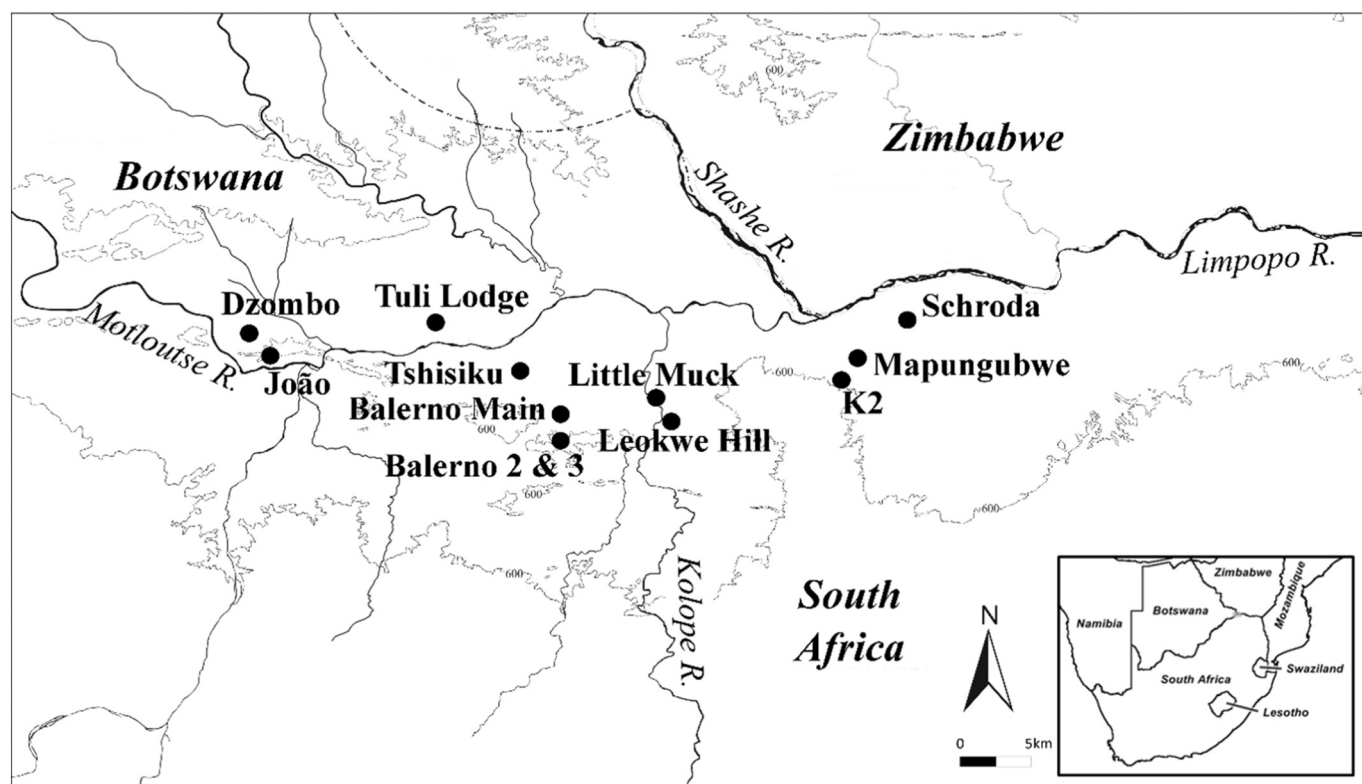 600
Zimbabwe
Botswana
Shashe R.
Limpopo R.
Dzombo
Tuli Lodge
Schroda
Motloutse R.
João
Tshisiku
Little Muck
Mapungubwe
600
600
K2
Balerno Main
600
Leokwe Hill
Balerno 2 & 3
600
600
600
Kolope R.
South
Africa
N
0 5km
Zimbabwe
Mozambique
Botswana
Namibia
Swaziland
South Africa
Lesotho